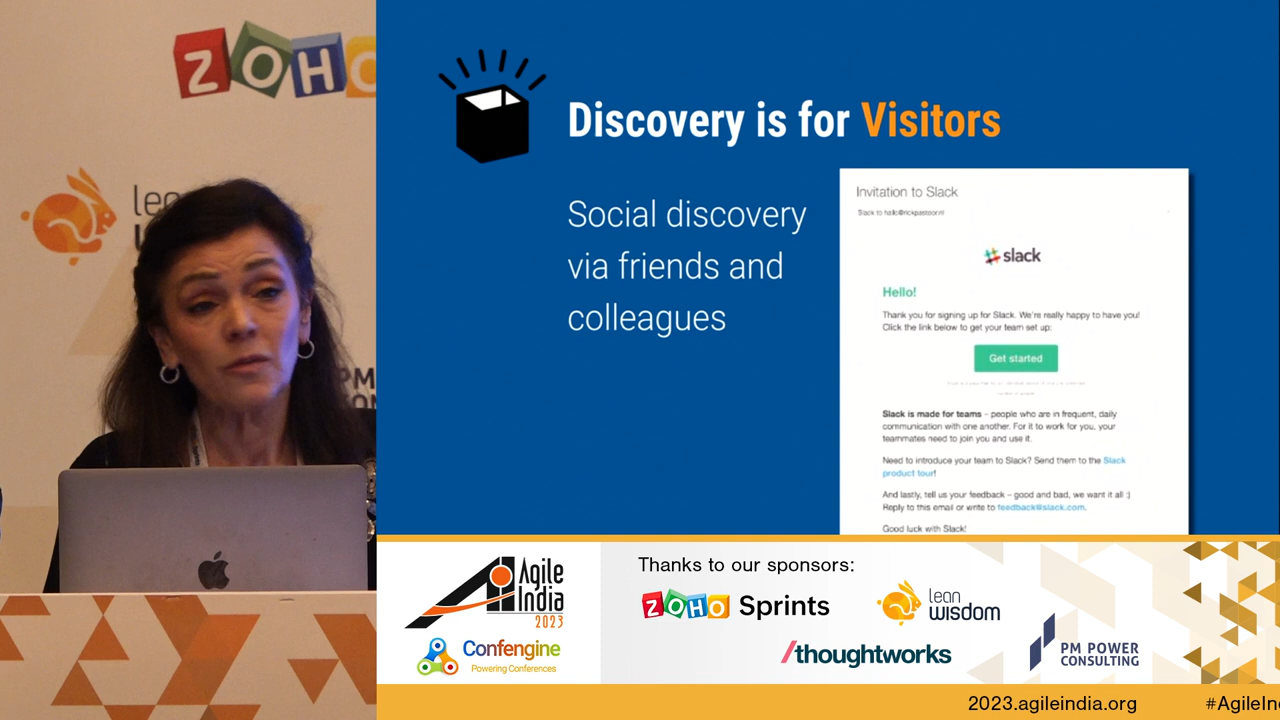 ZOHO
lean
PM
Discovery is for Visitors
Social discovery
via friends and
colleagues
Invitation to Slack
Slack to hallo@rickpastoor.nl
slack
Hello!
Thank you for signing up for Slack. We're really happy to have you!
Click the link below to get your team set up:
Get started
Slack is made for teams – people who are in frequent, daily
communication with one another. For it to work for you, your
teammates need to join you and use it.
Need to introduce your team to Slack? Send them to the Slack
product tour!
And lastly, tell us your feedback – good and bad, we want it all :)
Reply to this email or write to feedback@slack.com.
Good luck with Slack!
Agile
India
2023
Confengine
Powering Conferences
Thanks to our sponsors:
ZOHO Sprints
lean
wisdom
/thoughtworks
PM POWER
CONSULTING
2023.agileindia.org #AgileIn